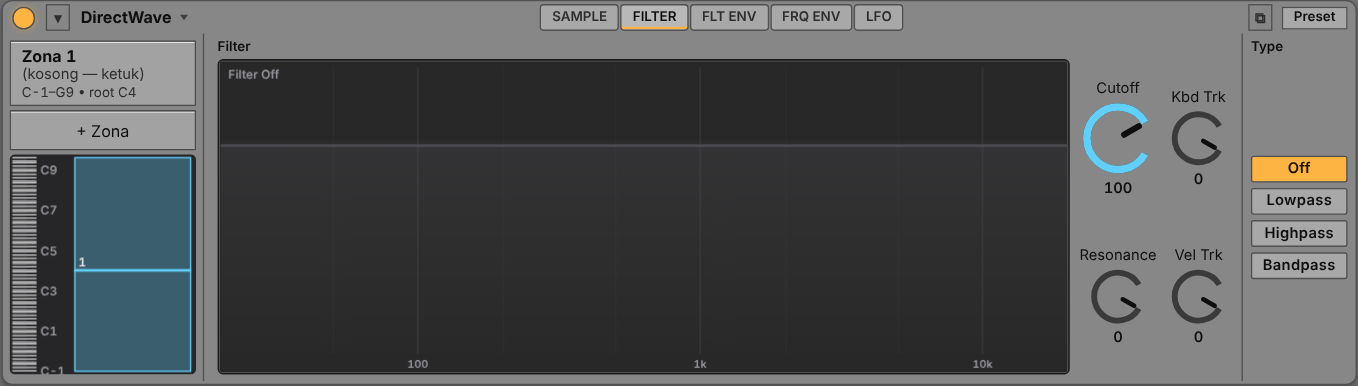 DirectWave
SAMPLE
FILTER
FLT ENV
FRQ ENV
LFO
Preset
Zona 1
(kosong — ketuk)
C-1–G9 • root C4
+ Zona
C9
C7
C5
1
C3
C1
C-1
Filter
Filter Off
100
1k
10k
Cutoff
100
Kbd Trk
0
Resonance
0
Vel Trk
0
Type
Off
Lowpass
Highpass
Bandpass